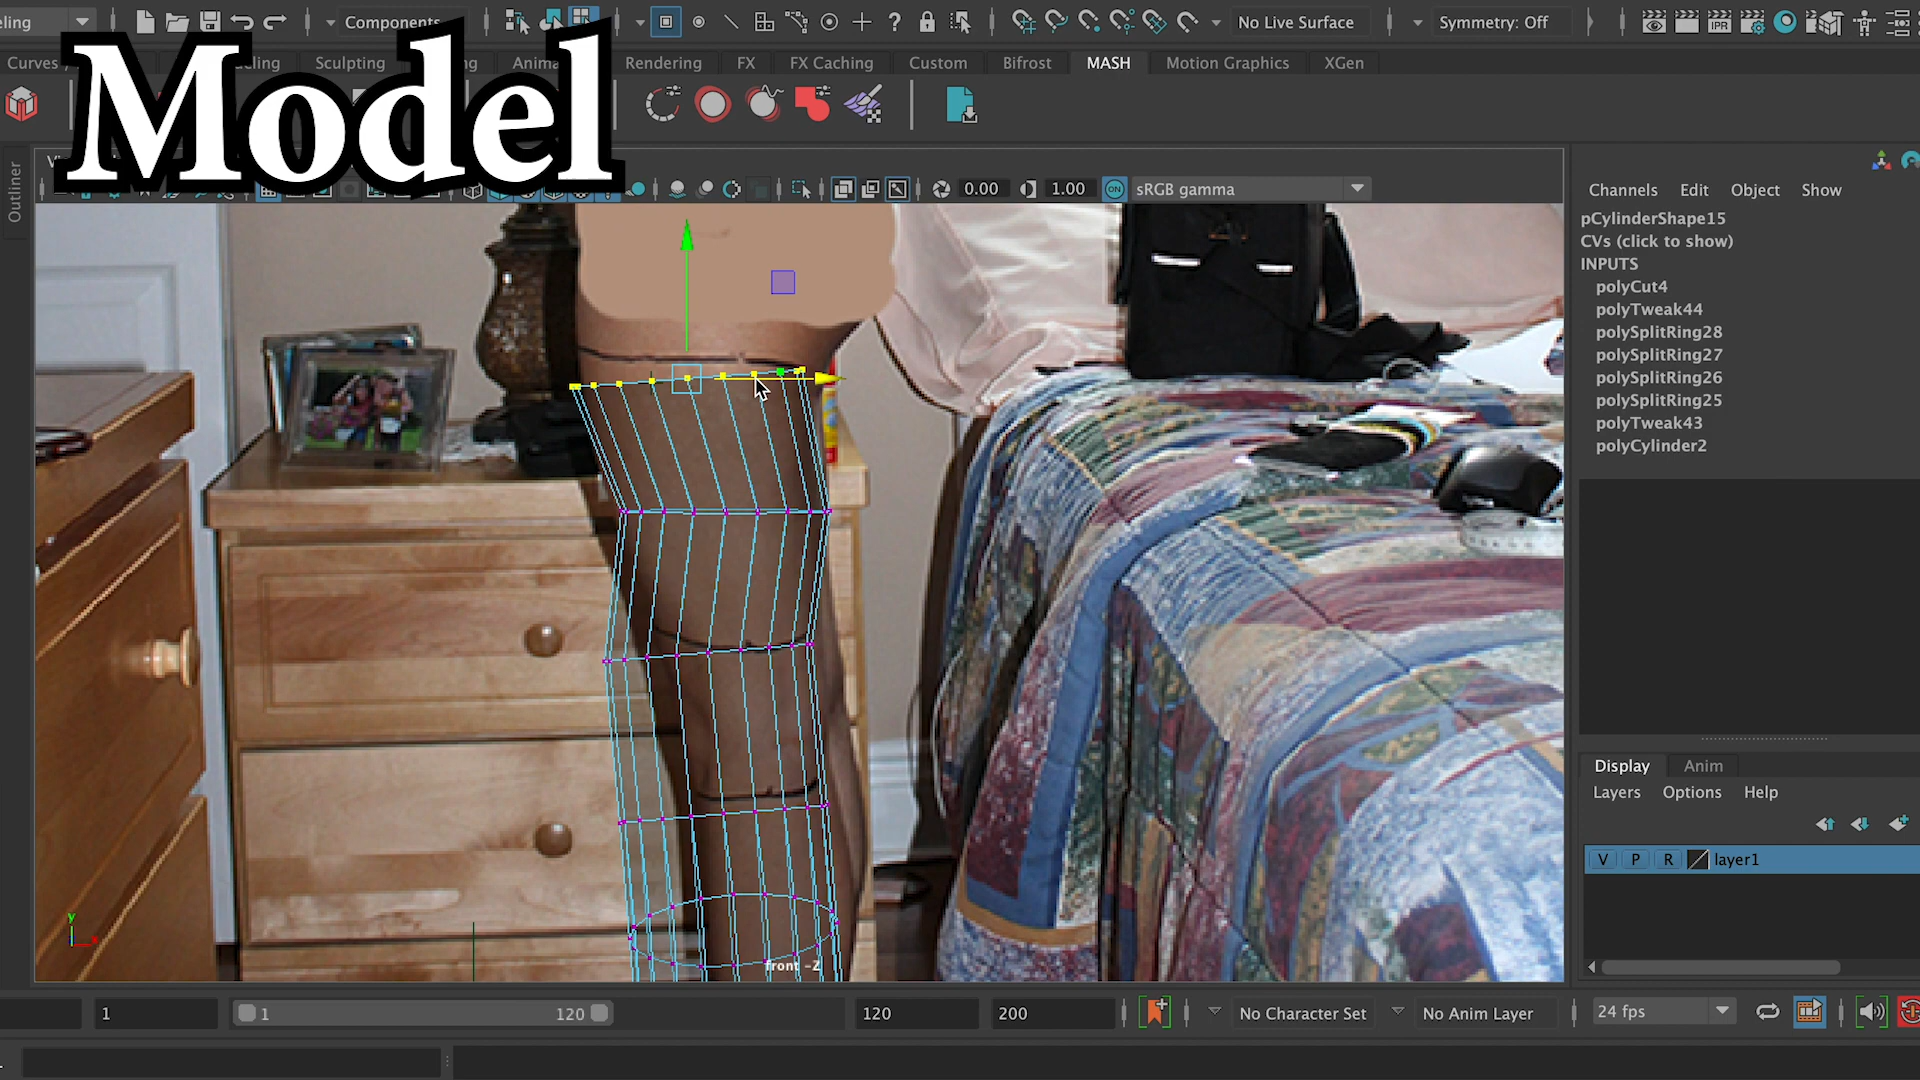 Model
eling
Components
No Live Surface
Symmetry: Off
Curves
Sculpting
Rendering
FX
FX Caching
Custom
Bifrost
MASH
Motion Graphics
XGen
IPR
Outliner
0.00
1.00
ON
sRGB gamma
Channels Edit Object Show
pCylinderShape15
CVs (click to show)
INPUTS
polyCut4
polyTweak44
polySplitRing28
polySplitRing27
polySplitRing26
polySplitRing25
polyTweak43
polyCylinder2
Display Anim
Layers Options Help
V P R layer1
y
front -Z
1
1
120
120
200
No Character Set
No Anim Layer
24 fps